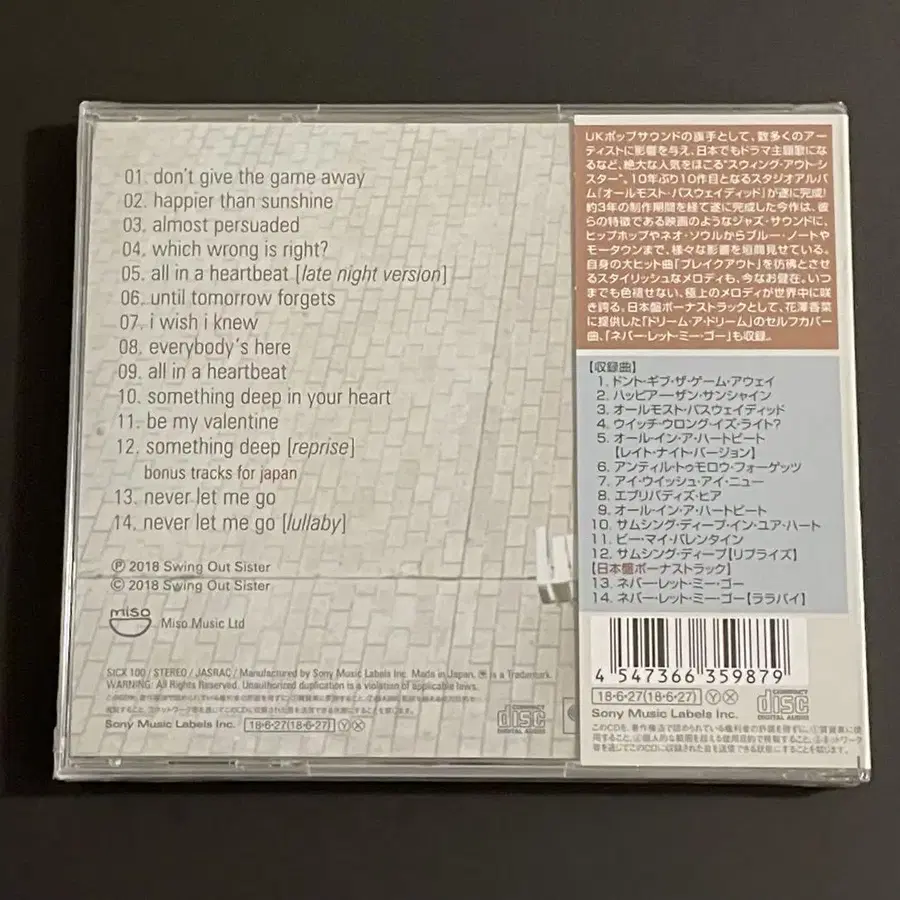 01. don't give the game away
02. happier than sunshine
03. almost persuaded
04. which wrong is right?
05. all in a heartbeat [late night version]
06. until tomorrow forgets
07. i wish i knew
08. everybody's here
09. all in a heartbeat
10. something deep in your heart
11. be my valentine
12. something deep [reprise]
bonus tracks for japan
13. never let me go
14. never let me go [lullaby]
Ⓟ 2018 Swing Out Sister
© 2018 Swing Out Sister
miso
Miso Music Ltd
SICX 100 / STEREO / JASRAC / Manufactured by Sony Music Labels Inc. Made in Japan. is a Trademark.
WARNING: All Rights Reserved. Unauthorized duplication is a violation of applicable laws.
Sony Music Labels Inc. 18・6・27(18・6・27) Ⓨ Ⓧ
COMPACT
disc
DIGITAL AUDIO
UKポップサウンドの旗手として、数多くのアー
ティストに影響を与え、日本でもドラマ主題歌にな
るなど、絶大な人気をほこる"スウィング・アウト・シ
スター"。10年ぶり10作目となるスタジオアルバ
ム『オールモスト・パスウェイディッド』が遂に完成!
約3年の制作期間を経て遂に完成した今作は、彼
らの特徴である映画のようなジャズ・サウンドに、
ヒップホップやネオ・ソウルからブルー・ノートや
モータウンまで、様々な影響を垣間見せている。
自身の大ヒット曲「ブレイクアウト」を彷彿とさせ
るスタイリッシュなメロディも、今なお健在。いつ
までも色褪せない、極上のメロディが世界中に咲
き誇る。日本盤ボーナストラックとして、花澤香菜
に提供した「ドリーム・ア・ドリーム」のセルフカバー
曲、「ネバー・レット・ミー・ゴー」も収録。
【収録曲】
1. ドント・ギブ・ザ・ゲーム・アウェイ
2. ハッピアー・ザン・サンシャイン
3. オールモスト・パスウェイディッド
4. ウイッチ・ウロング・イズ・ライト?
5. オール・イン・ア・ハートビート
[レイト・ナイト・バージョン]
6. アンティル・トゥモロウ・フォーゲッツ
7. アイ・ウイッシュ・アイ・ニュー
8. エブリバディズ・ヒア
9. オール・イン・ア・ハートビート
10. サムシング・ディープ・イン・ユア・ハート
11. ビー・マイ・バレンタイン
12. サムシング・ディープ[リプライズ]
【日本盤ボーナストラック】
13. ネバー・レット・ミー・ゴー
14. ネバー・レット・ミー・ゴー[ララバイ]
4 547366 359879
18・6・27(18・6・27) Ⓨ Ⓧ
Sony Music Labels Inc.
COMPACT
disc
DIGITAL AUDIO